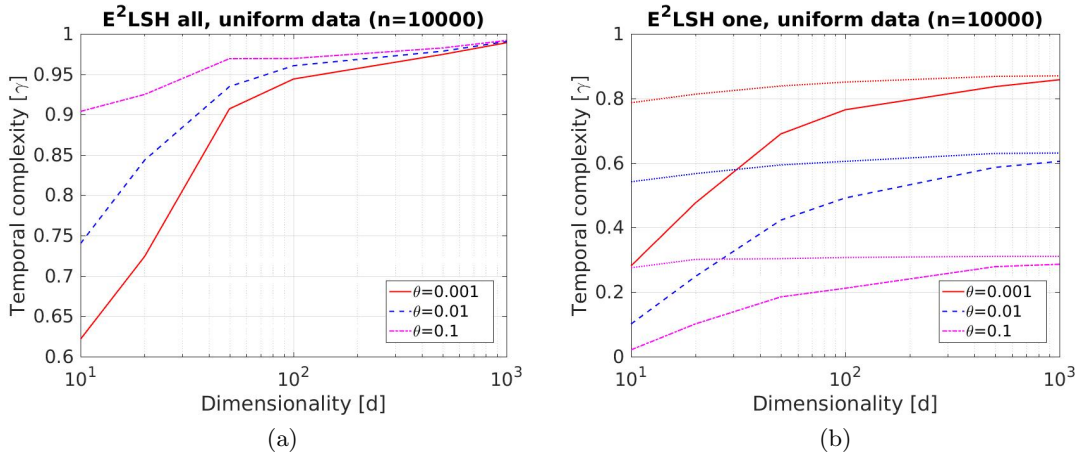 E²LSH all, uniform data (n=10000)
Temporal complexity [γ]
1
0.95
0.9
0.85
0.8
0.75
0.7
0.65
0.6
θ=0.001
θ=0.01
θ=0.1
10¹
10²
10³
Dimensionality [d]
(a)
E²LSH one, uniform data (n=10000)
Temporal complexity [γ]
1
0.8
0.6
0.4
0.2
0
θ=0.001
θ=0.01
θ=0.1
10¹
10²
10³
Dimensionality [d]
(b)